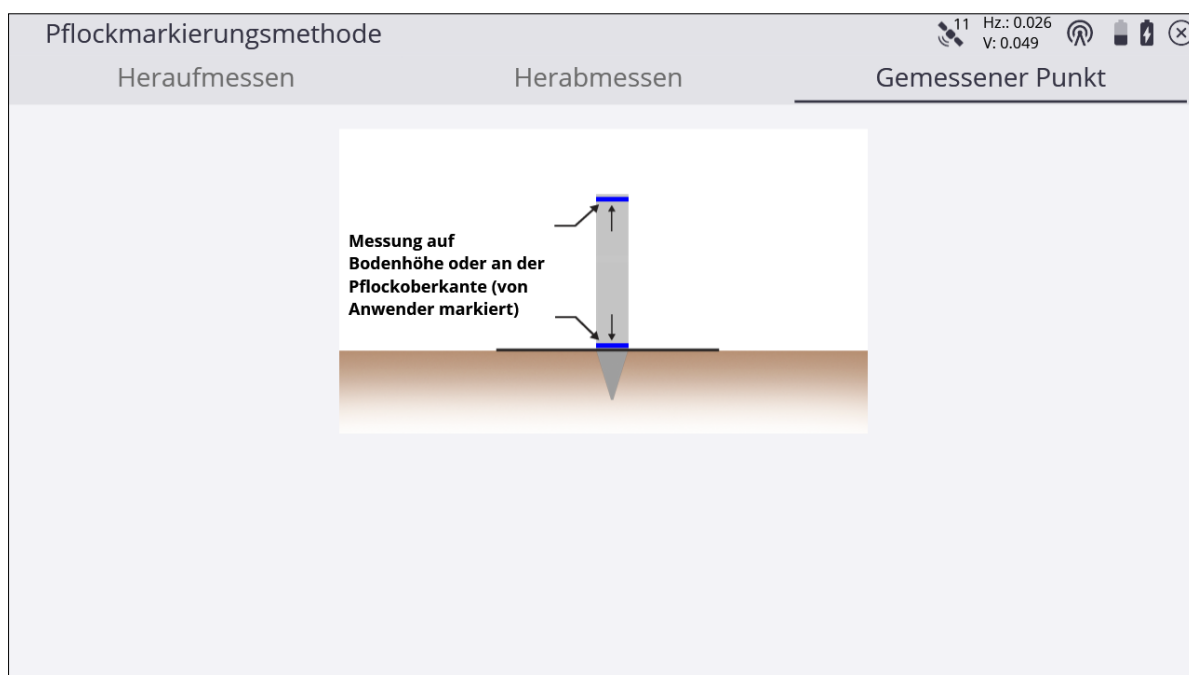 Pflockmarkierungsmethode
11
Hz.: 0.026
V: 0.049
Heraufmessen
Herabmessen
Gemessener Punkt
Messung auf
Bodenhöhe oder an der
Pflockoberkante (von
Anwender markiert)